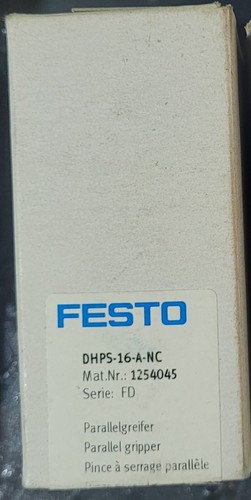 FESTO
DHPS-16-A-NC
Mat.Nr.: 1254045
Serie: FD
Parallelgreifer
Parallel gripper
Pince à serrage parallèle